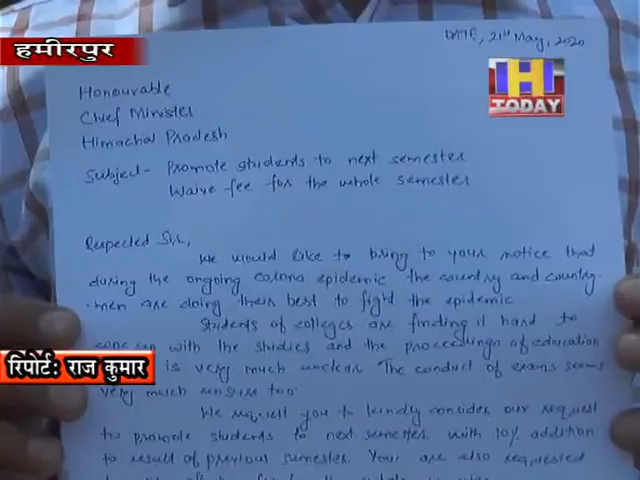 हमीरपुर
DATE, 21st May, 2020
H
TODAY
Honourable
Chief Minister
Himachal Pradesh
Subject - Promote students to next semester
Waive fee for the whole semester
Respected Sir,
We would like to bring to your notice that
during the ongoing corona epidemic the country and country-
-men are doing their best to fight the epidemic
Students of colleges are finding it hard to
with the studies and the proceedings of education
is very much unclear. The conduct of exams seems
very much unsure too.
रिपोर्ट: राज कुमार
We request you to kindly consider our request
to promote students to next semester with 10% addition
to result of previous semester. Your are also requested